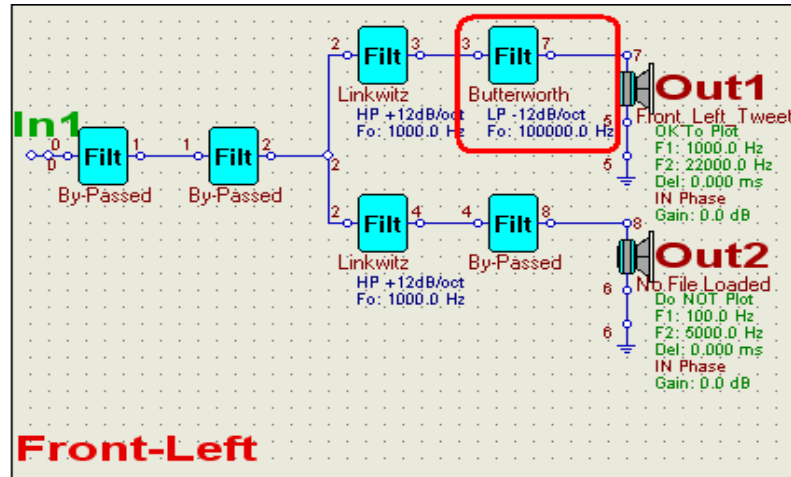 2 Filt 3
Linkwitz
HP +12dB/oct
Fo: 1000.0 Hz
3 Filt 7
Butterworth
LP -12dB/oct
Fo: 100000.0 Hz
7
Out1
Front_Left_Tweet
5
OK To Plot
F1: 1000.0 Hz
F2: 22000.0 Hz
5
Del: 0.000 ms
IN Phase
Gain: 0.0 dB
In1
0
0
Filt 1
By-Passed
1 Filt 2
By-Passed
2
2 Filt 4
Linkwitz
HP +12dB/oct
Fo: 1000.0 Hz
4 Filt 8
By-Passed
8
Out2
No File Loaded
6
Do NOT Plot
F1: 100.0 Hz
F2: 5000.0 Hz
6
Del: 0.000 ms
IN Phase
Gain: 0.0 dB
Front-Left